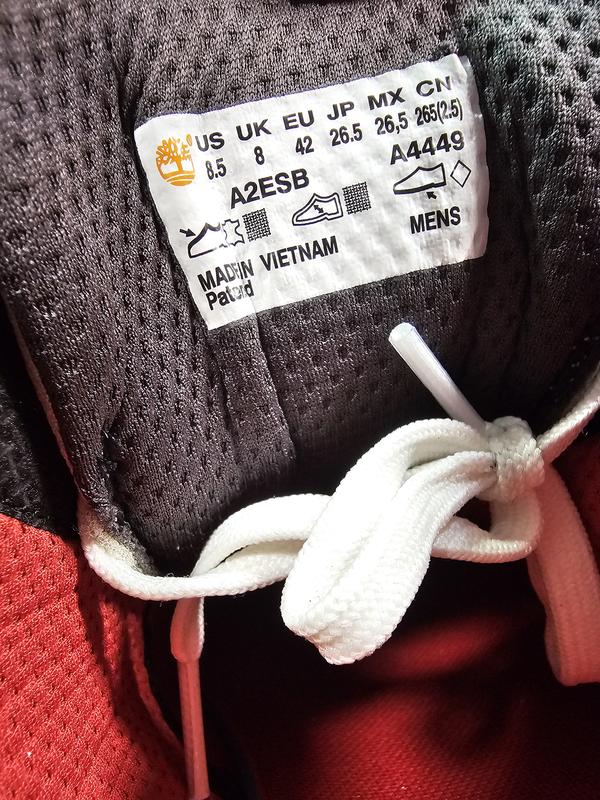 US UK EU JP MX CN
8.5 8 42 26.5 26,5 265(2.5)
A2ESB A4449
MENS
MADE IN VIETNAM